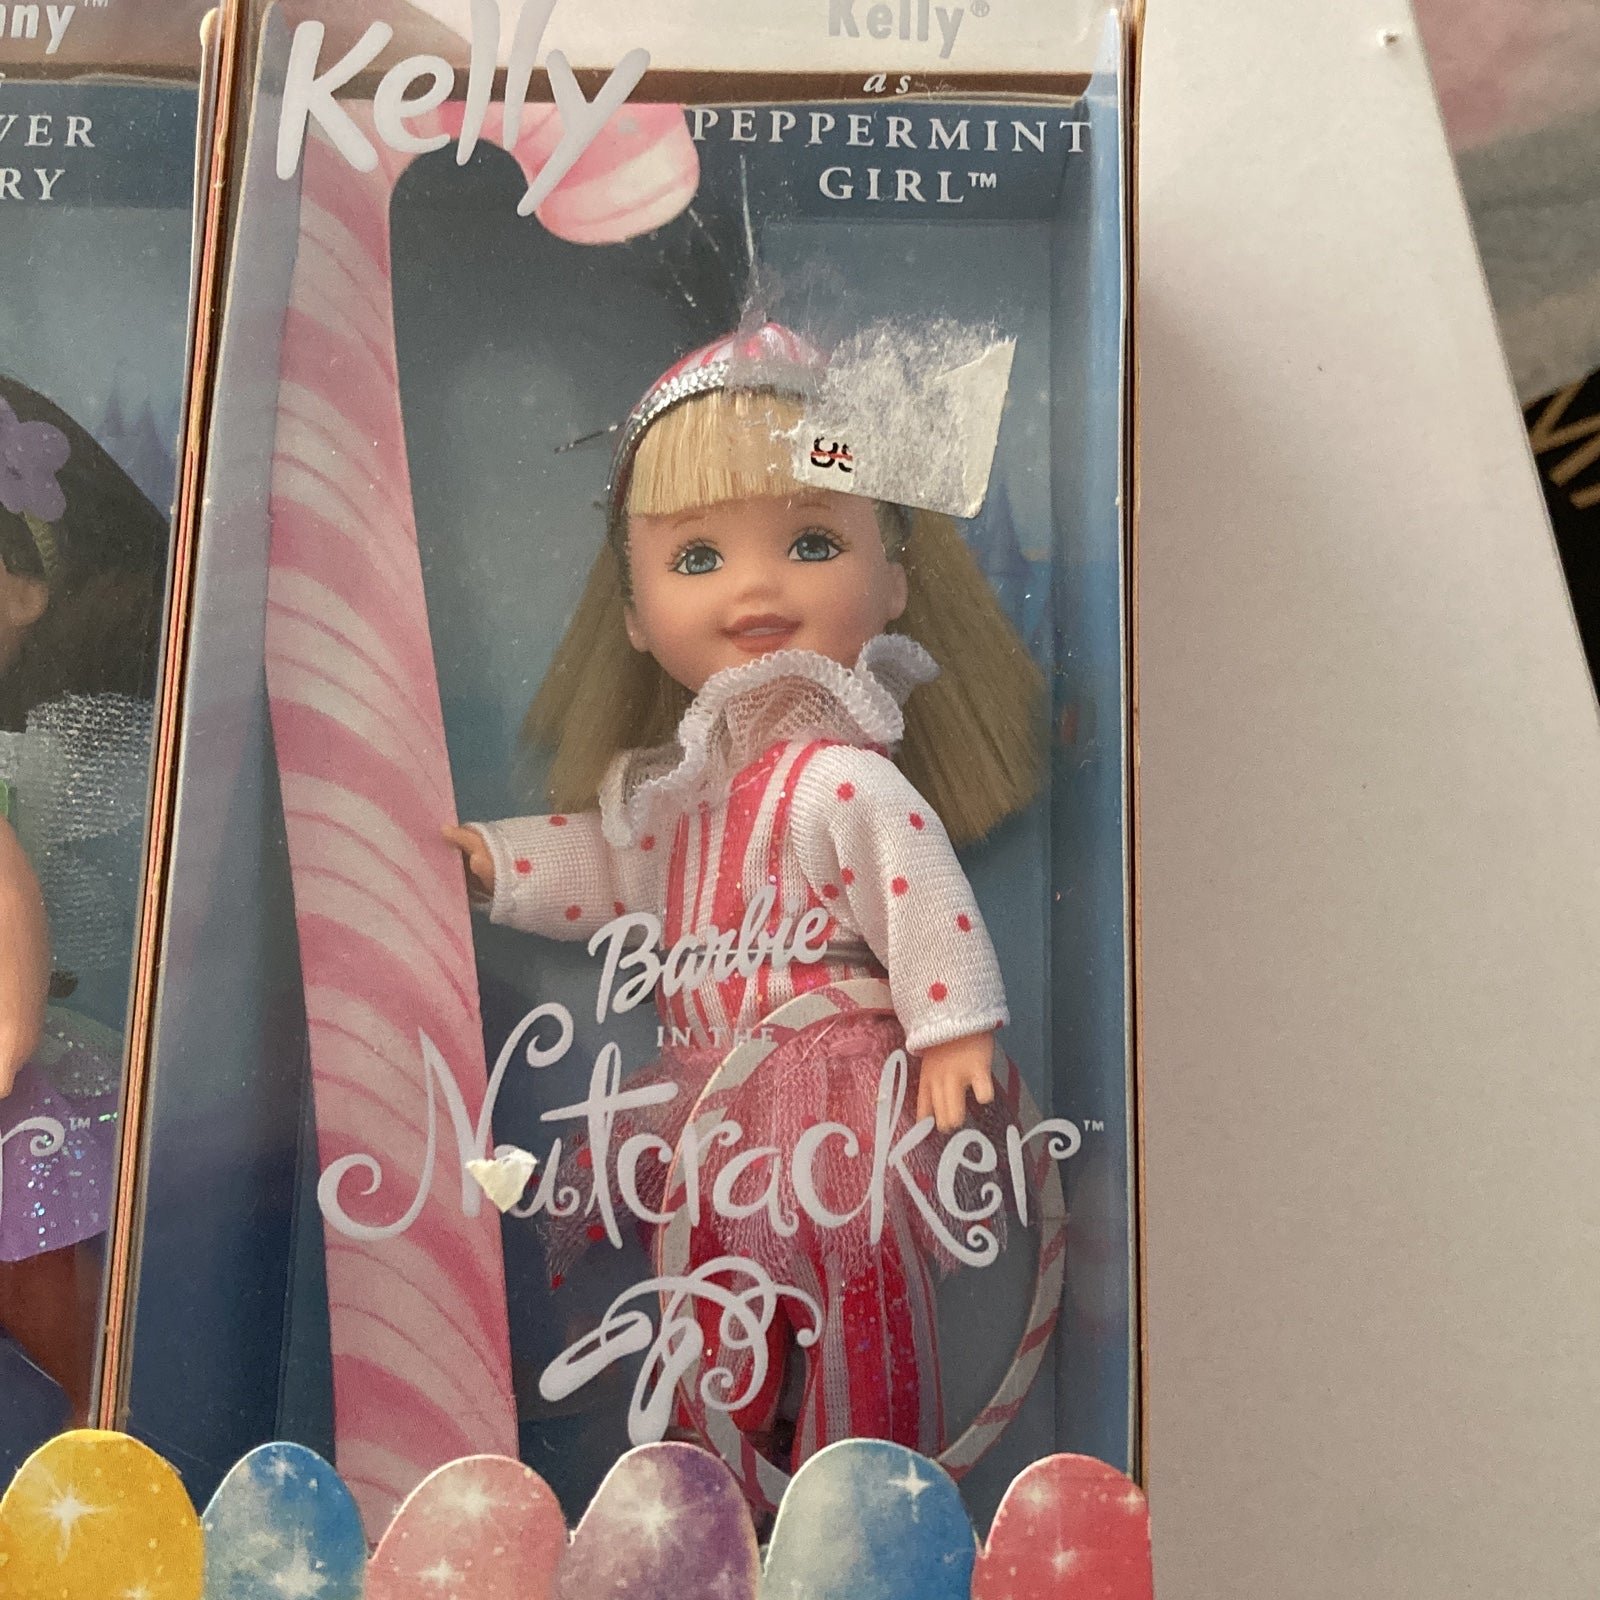 Kelly
Kelly®
as
PEPPERMINT
GIRL™
Barbie
IN THE
Nutcracker™